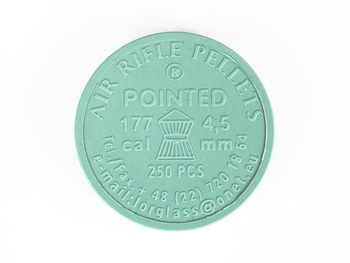 AIR RIFLE PELLETS
®
POINTED
177 4,5
cal mm
250 PCS
Tel./Fax.+ 48 (22) 720 18 64
e-mail:lorglass@onet.eu